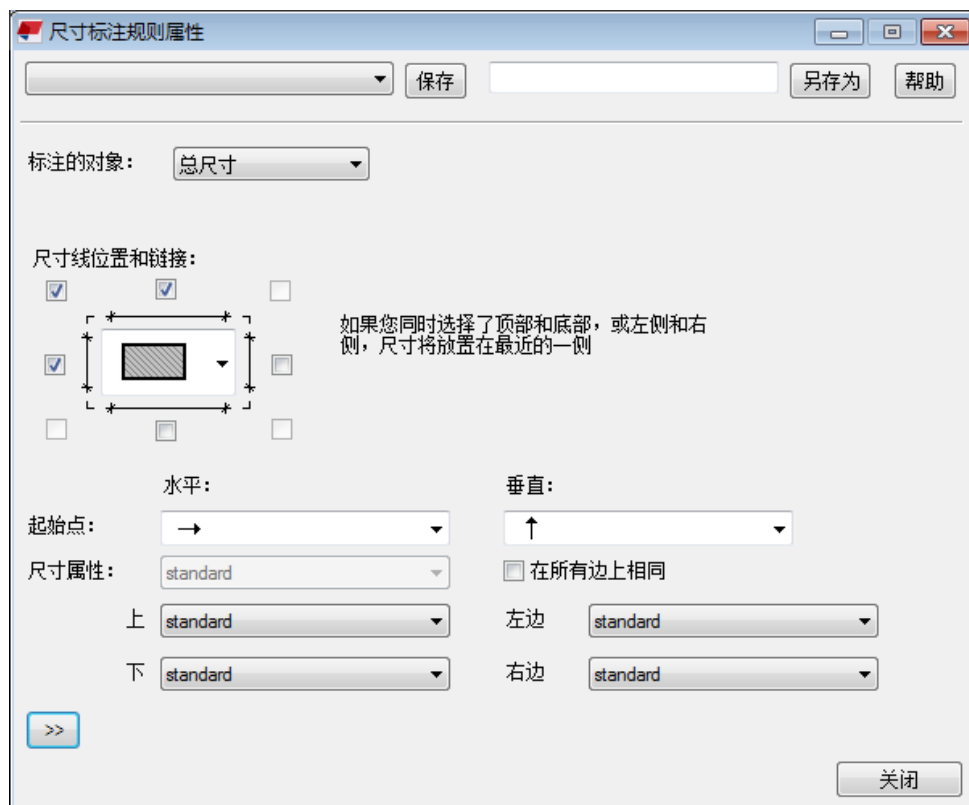 尺寸标注规则属性
保存 另存为 帮助
标注的对象: 总尺寸
尺寸线位置和链接:
如果您同时选择了顶部和底部，或左侧和右
侧，尺寸将放置在最近的一侧
水平: 垂直:
起始点:
尺寸属性: standard 在所有边上相同
上 standard 左边 standard
下 standard 右边 standard
>>
关闭